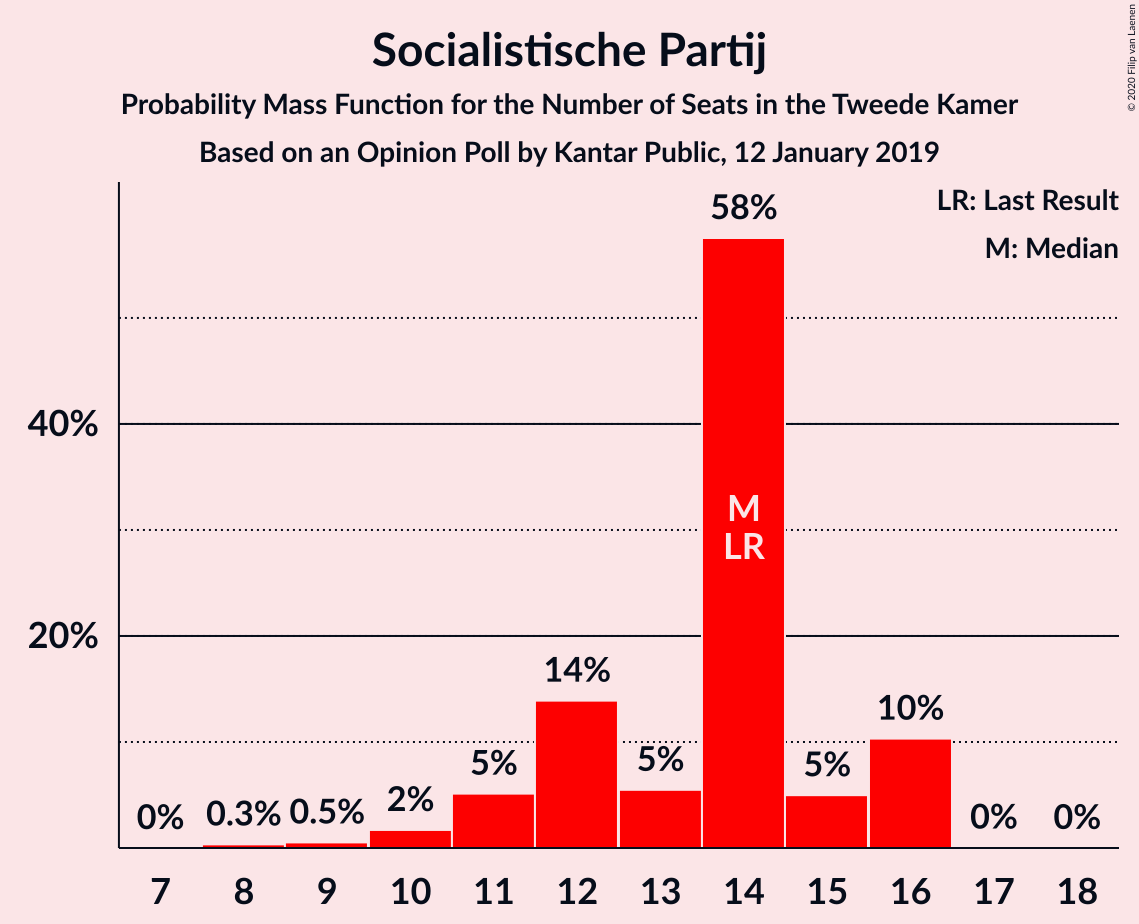 Socialistische Partij
Probability Mass Function for the Number of Seats in the Tweede Kamer
Based on an Opinion Poll by Kantar Public, 12 January 2019
© 2020 Filip van Laenen
LR: Last Result
M: Median
58%
40%
M
LR
20%
14%
10%
5%
5%
5%
2%
0.5%
0.3%
0%
0%
0%
7 8 9 10 11 12 13 14 15 16 17 18